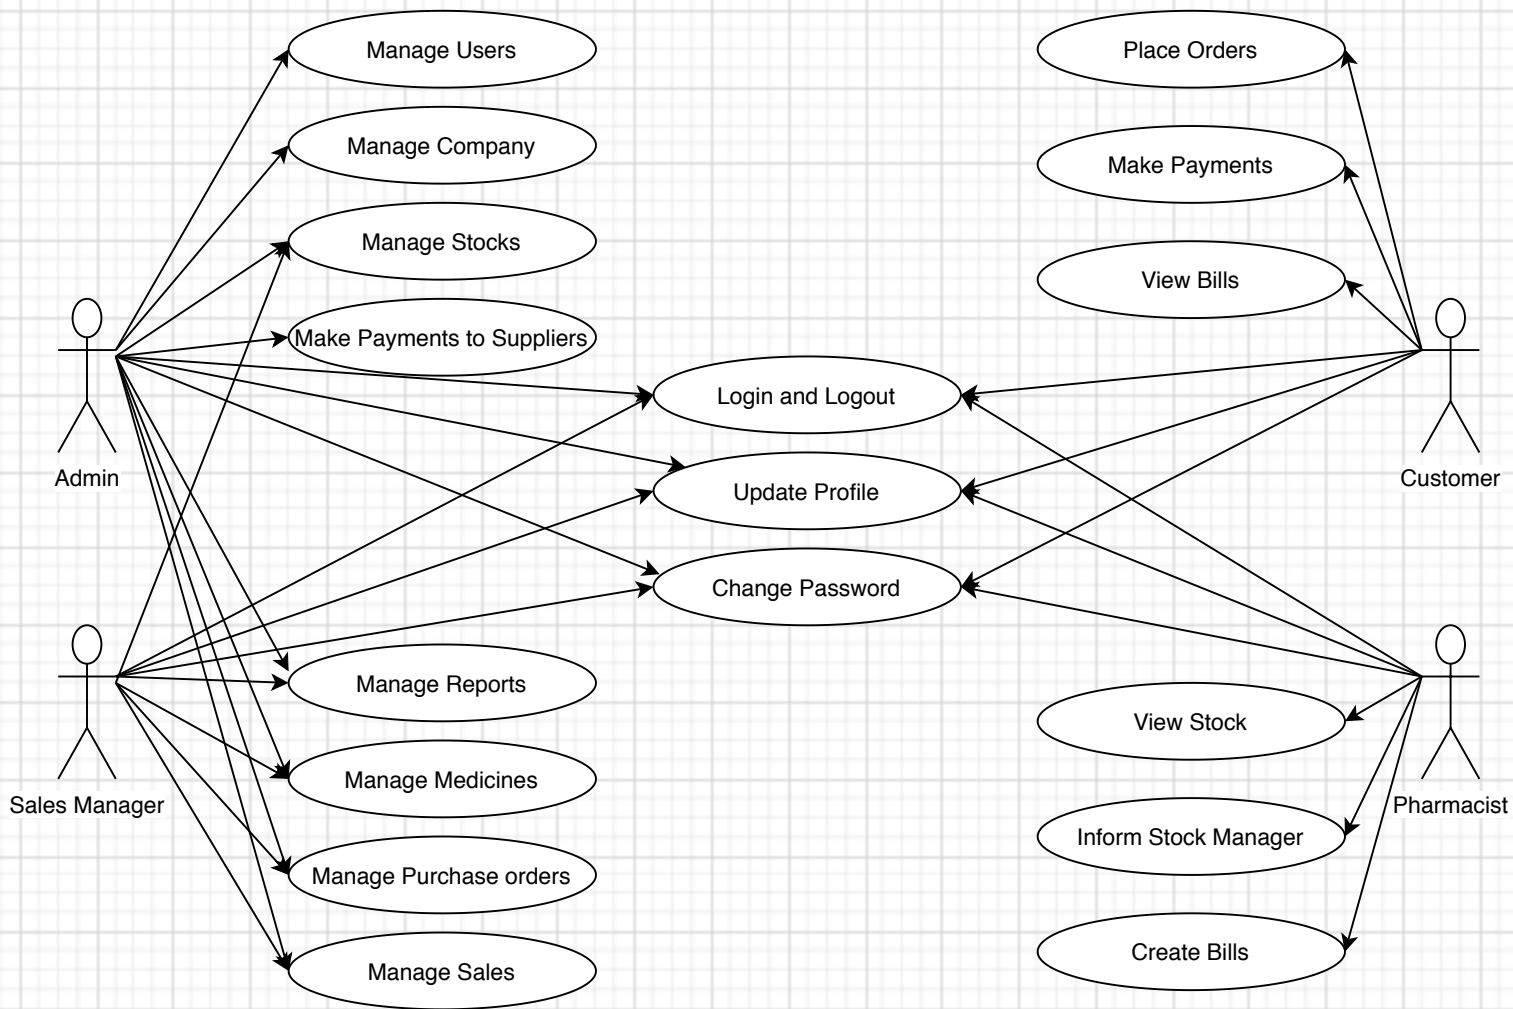 Manage Users
Place Orders
Manage Company
Make Payments
Manage Stocks
View Bills
Make Payments to Suppliers
Login and Logout
Admin
Customer
Update Profile
Change Password
Manage Reports
View Stock
Manage Medicines
Sales Manager
Pharmacist
Inform Stock Manager
Manage Purchase orders
Create Bills
Manage Sales